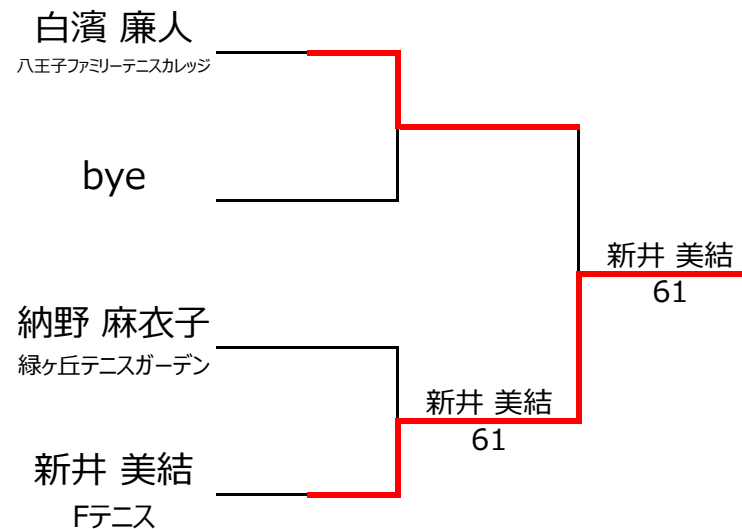 白濱 廉人
八王子ファミリーテニスカレッジ
bye
納野 麻衣子
緑ヶ丘テニスガーデン
新井 美結
Fテニス
新井 美結
61
新井 美結
61